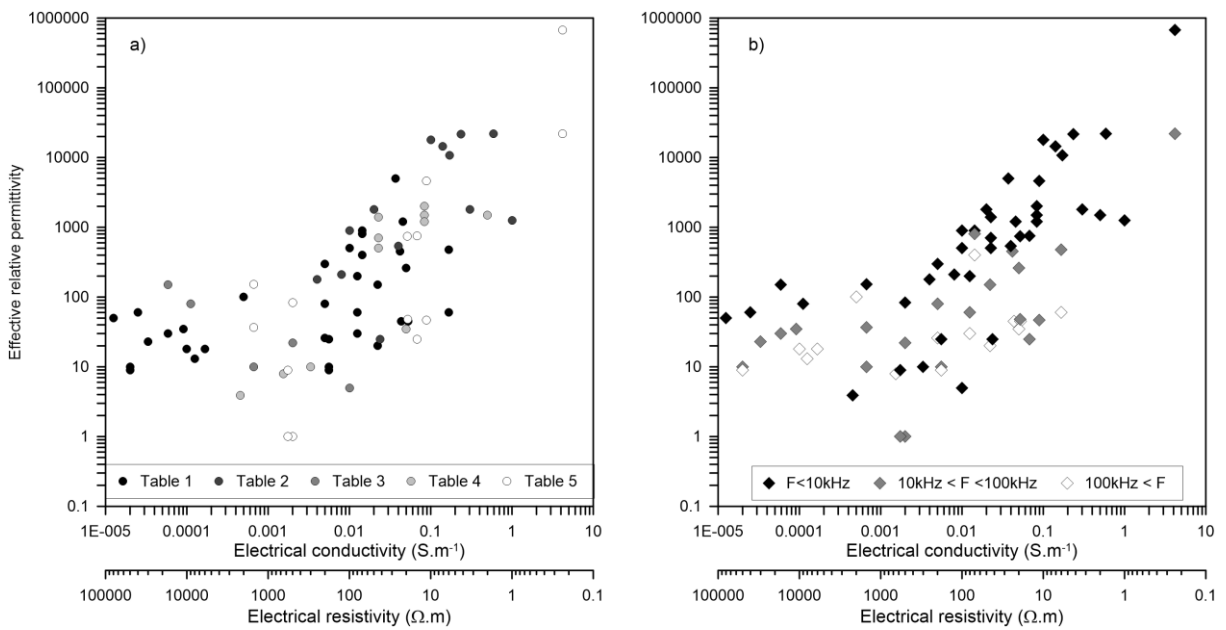 1000000
a)
100000
10000
1000
100
10
1
0.1
Effective relative permittivity
Table 1 Table 2 Table 3 Table 4 Table 5
1E-005 0.0001 0.001 0.01 0.1 1 10
Electrical conductivity (S.m-1)
100000 10000 1000 100 10 1 0.1
Electrical resistivity (Ω.m)
1000000
b)
100000
10000
1000
100
10
1
0.1
F<10kHz 10kHz < F <100kHz 100kHz < F
1E-005 0.0001 0.001 0.01 0.1 1 10
Electrical conductivity (S.m-1)
100000 10000 1000 100 10 1 0.1
Electrical resistivity (Ω.m)